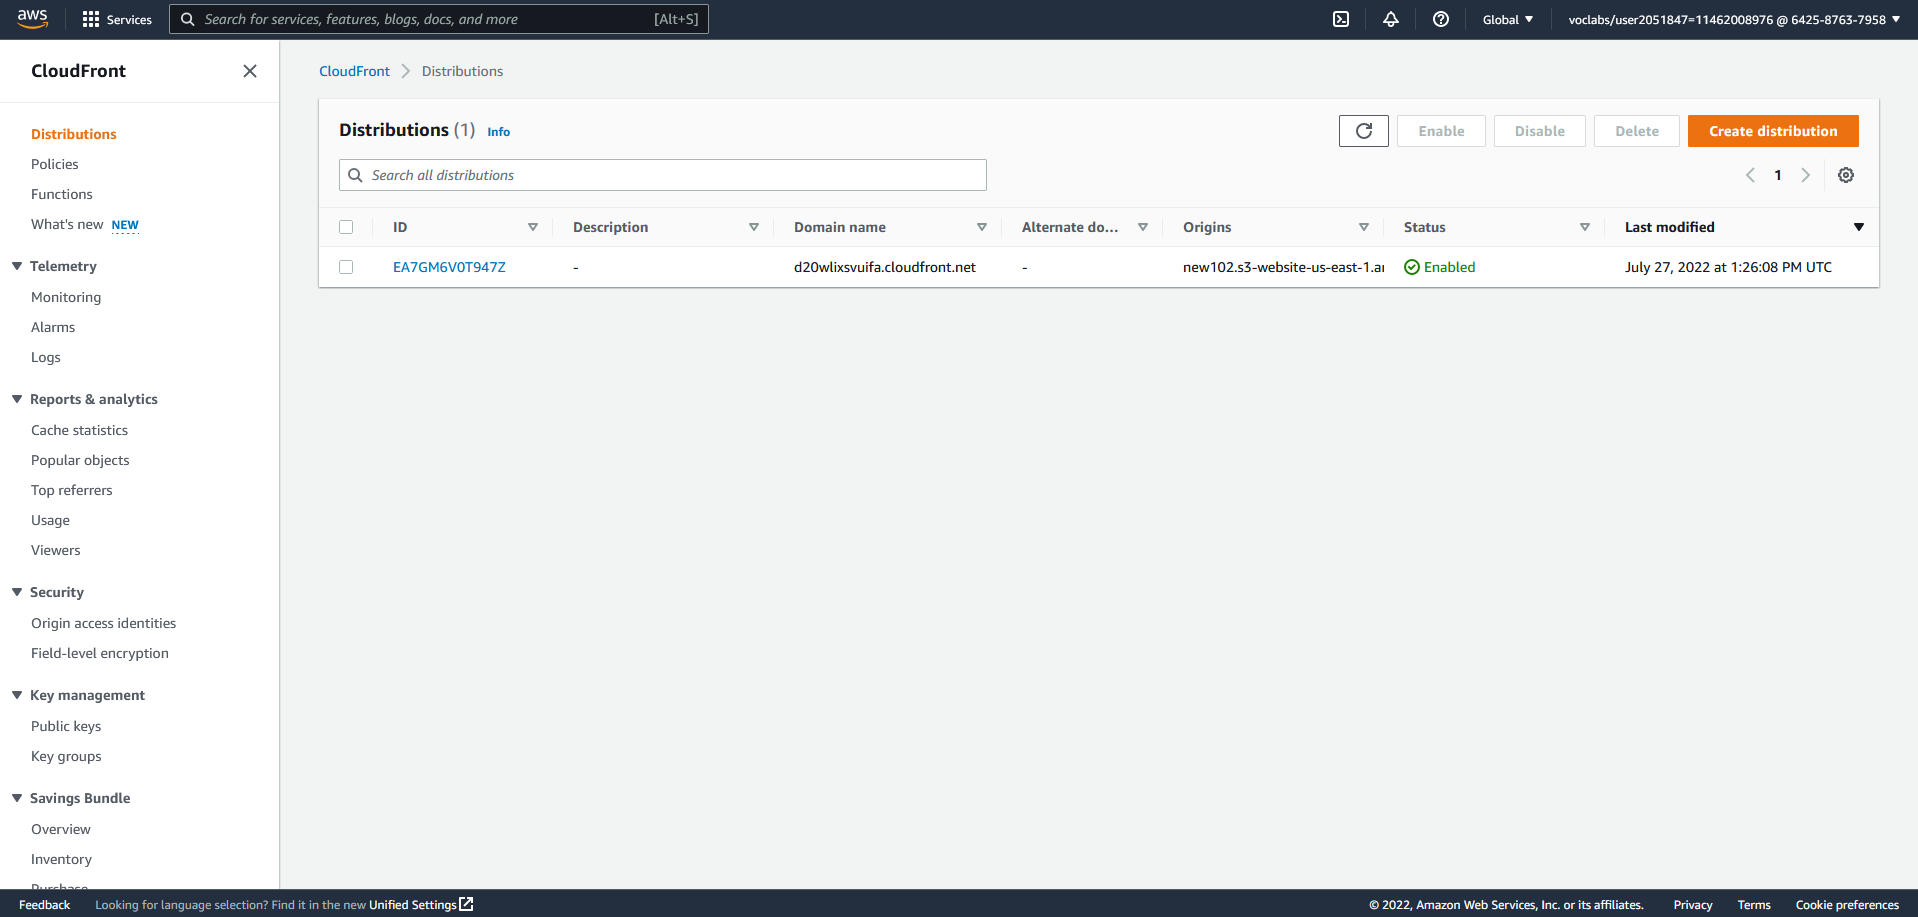 aws
Services
Search for services, features, blogs, docs, and more
[Alt+S]
Global
voclabs/user2051847=11462008976 @ 6425-8763-7958
CloudFront
Distributions
Policies
Functions
What's new NEW
Telemetry
Monitoring
Alarms
Logs
Reports & analytics
Cache statistics
Popular objects
Top referrers
Usage
Viewers
Security
Origin access identities
Field-level encryption
Key management
Public keys
Key groups
Savings Bundle
Overview
Inventory
Purchase
CloudFront Distributions
Distributions (1) Info
Enable
Disable
Delete
Create distribution
Search all distributions
1
ID Description Domain name Alternate do... Origins Status Last modified
EA7GM6V0T947Z - d20wlixsvuifa.cloudfront.net - new102.s3-website-us-east-1.ar Enabled July 27, 2022 at 1:26:08 PM UTC
Feedback Looking for language selection? Find it in the new Unified Settings
© 2022, Amazon Web Services, Inc. or its affiliates. Privacy Terms Cookie preferences